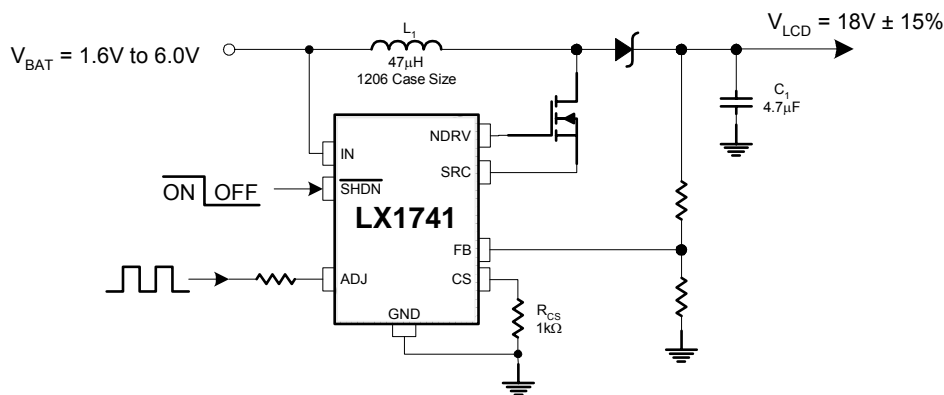 V_LCD = 18V ± 15%
L1
V_BAT = 1.6V to 6.0V
47µH
1206 Case Size
C1
4.7µF
NDRV
IN
SRC
ON OFF
SHDN
LX1741
FB
ADJ
CS
GND
R_CS
1kΩ